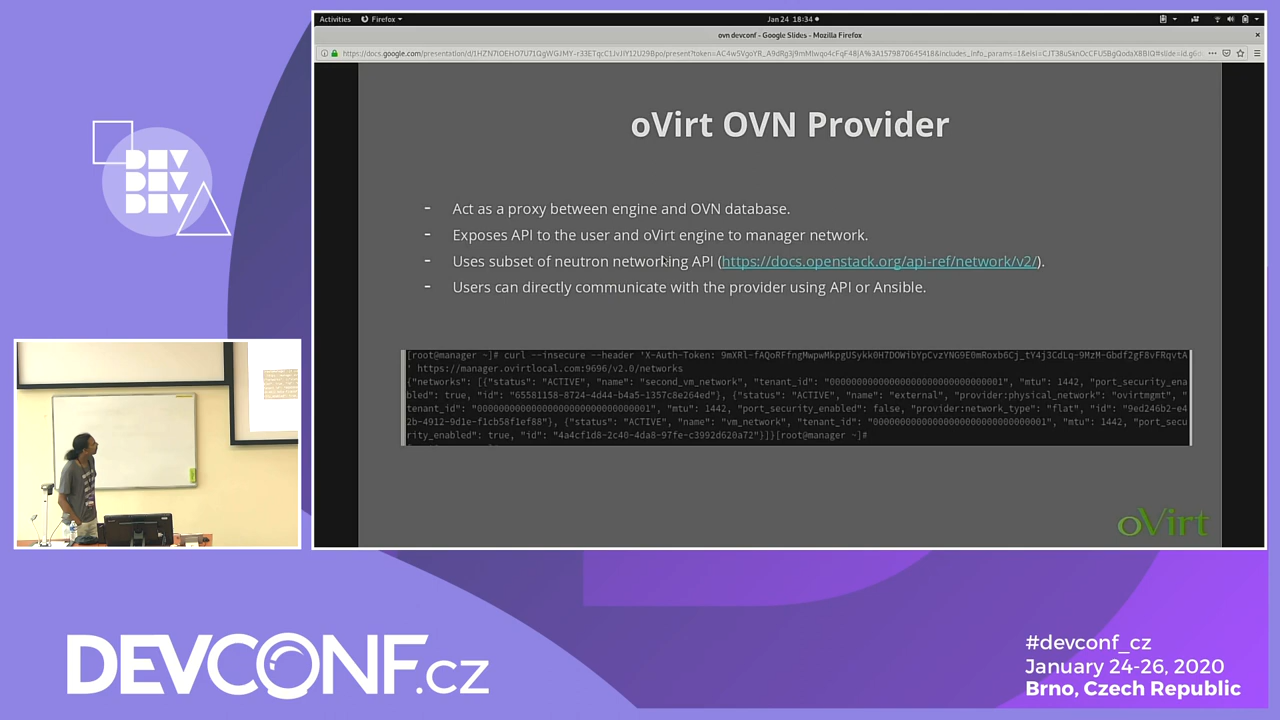 Activities Firefox Jan 24 18:34
ovn devconf - Google Slides - Mozilla Firefox
oVirt OVN Provider
- Act as a proxy between engine and OVN database.
- Exposes API to the user and oVirt engine to manager network.
- Uses subset of neutron networking API (https://docs.openstack.org/api-ref/network/v2/).
- Users can directly communicate with the provider using API or Ansible.
[root@manager ~]# curl --insecure --header 'X-Auth-Token:
' https://manager.ovirtlocal.com:9696/v2.0/networks
{"networks": [{"status": "ACTIVE", "name": "second_vm_network", "tenant_id": "00000000000000000000000000000001", "mtu": 1442, "port_security_ena
bled": true, "id": "65581158-8724-4d44-b4a5-1357c8e264ed"}, {"status": "ACTIVE", "name": "external", "provider:physical_network": "ovirtmgmt", "
tenant_id": "00000000000000000000000000000001", "mtu": 1442, "port_security_enabled": false, "provider:network_type": "flat", "id": "9ed246b2-e4
2b-4912-9d1e-f1cb58f1ef88"}, {"status": "ACTIVE", "name": "vm_network", "tenant_id": "00000000000000000000000000000001", "mtu": 1442, "port_secu
rity_enabled": true, "id": "4a4cf1d8-2c40-4da8-97fe-c3992d620a72"}]}[root@manager ~]#
oVirt
DEV
DEV
DEV
DEVCONF.cz
#devconf_cz
January 24-26, 2020
Brno, Czech Republic